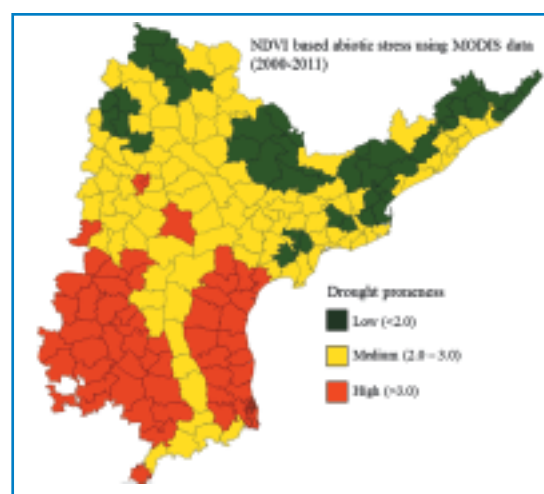 NDVI based abiotic stress using MODIS data
(2000-2011)
Drought proneness
Low (<2.0)
Medium (2.0 – 3.0)
High (>3.0)